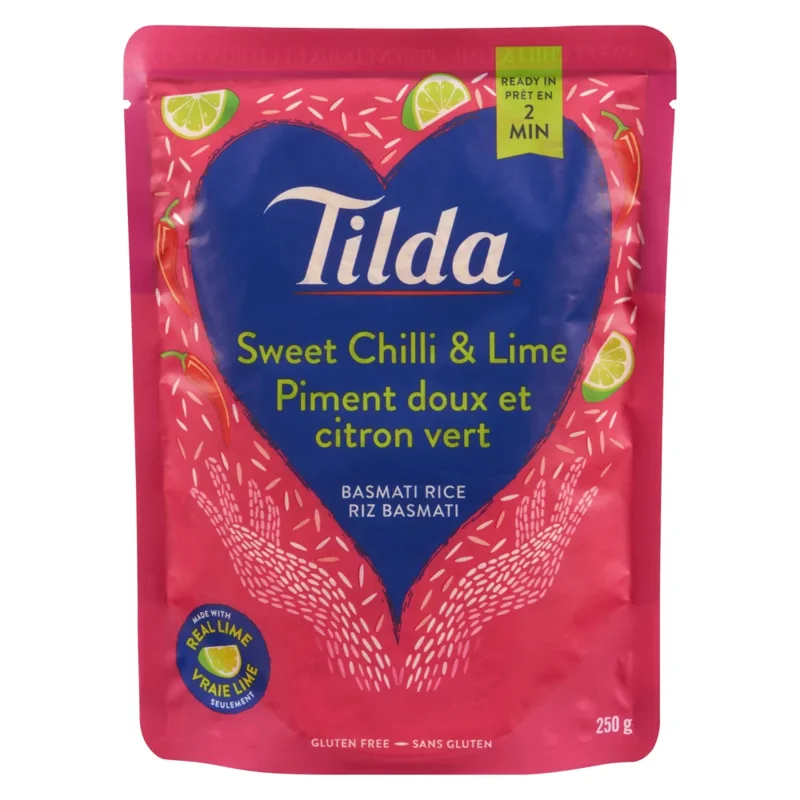 READY IN
PRÊT EN
2
MIN
Tilda
Sweet Chilli & Lime
Piment doux et
citron vert
BASMATI RICE
RIZ BASMATI
MADE WITH
REAL LIME
VRAIE LIME
SEULEMENT
250 g
GLUTEN FREE — SANS GLUTEN